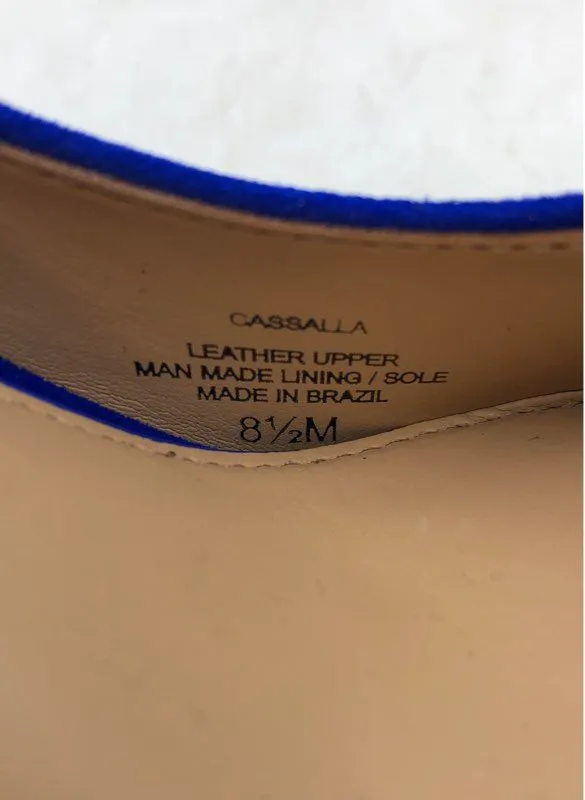 CASSALLA
LEATHER UPPER
MAN MADE LINING / SOLE
MADE IN BRAZIL
8½M